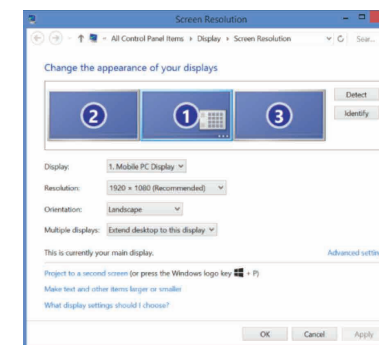 Screen Resolution
« All Control Panel Items › Display › Screen Resolution
Sear...
Change the appearance of your displays
2
1
3
Detect
Identify
Display: 1. Mobile PC Display
Resolution: 1920 × 1080 (Recommended)
Orientation: Landscape
Multiple displays: Extend desktop to this display
This is currently your main display.
Advanced settin
Project to a second screen (or press the Windows logo key + P)
Make text and other items larger or smaller
What display settings should I choose?
OK Cancel Apply